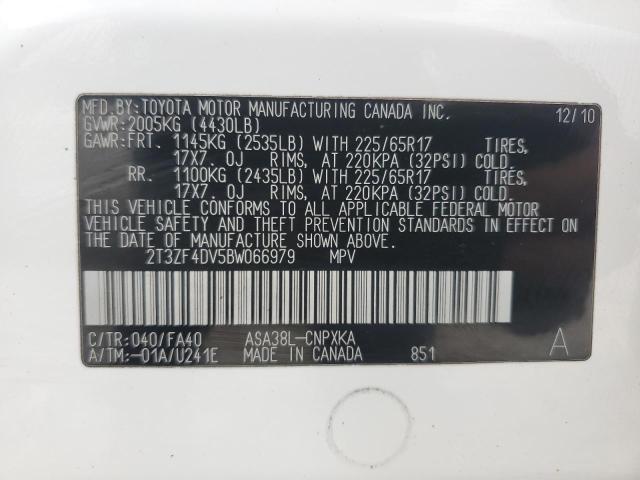 MFD. BY:TOYOTA MOTOR MANUFACTURING CANADA INC. 12/10
GVWR:2005KG (4430LB)
GAWR:FRT. 1145KG (2535LB) WITH 225/65R17 TIRES,
17X7. 0J RIMS, AT 220KPA (32PSI) COLD.
RR. 1100KG (2435LB) WITH 225/65R17 TIRES,
17X7. 0J RIMS, AT 220KPA (32PSI) COLD.
THIS VEHICLE CONFORMS TO ALL APPLICABLE FEDERAL MOTOR
VEHICLE SAFETY AND THEFT PREVENTION STANDARDS IN EFFECT ON
THE DATE OF MANUFACTURE SHOWN ABOVE.
2T3ZF4DV5BW066979 MPV
C/TR:040/FA40 ASA38L-CNPXKA A
A/TM:-01A/U241E MADE IN CANADA 851